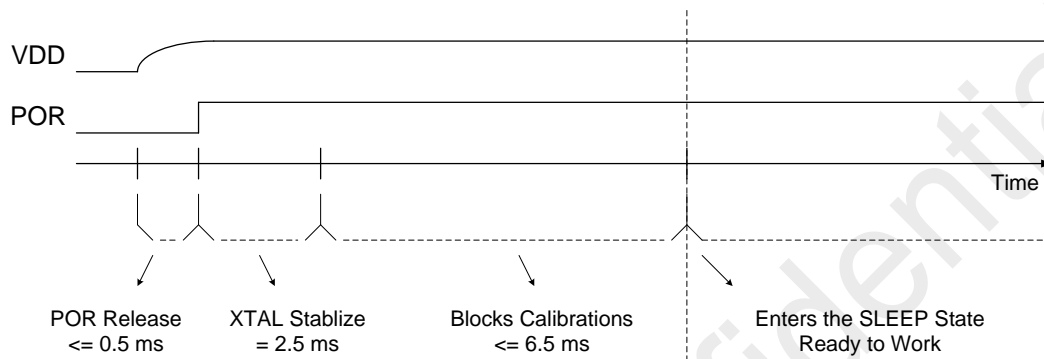 VDD
POR
Time
POR Release
<= 0.5 ms
XTAL Stablize
= 2.5 ms
Blocks Calibrations
<= 6.5 ms
Enters the SLEEP State
Ready to Work